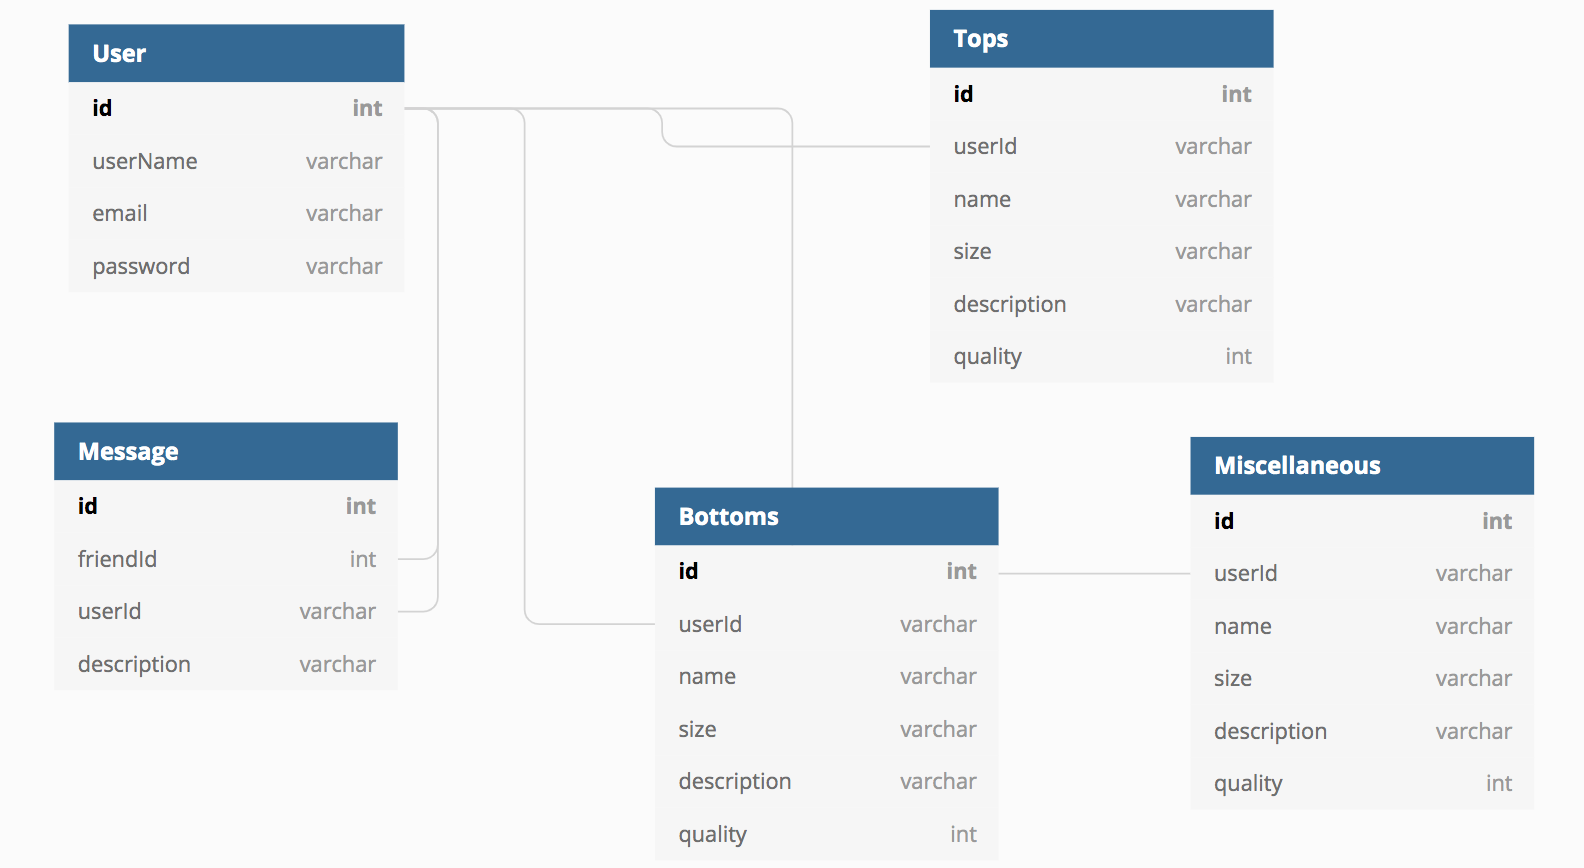 User
id int
userName varchar
email varchar
password varchar
Tops
id int
userId varchar
name varchar
size varchar
description varchar
quality int
Message
id int
friendId int
userId varchar
description varchar
Bottoms
id int
userId varchar
name varchar
size varchar
description varchar
quality int
Miscellaneous
id int
userId varchar
name varchar
size varchar
description varchar
quality int